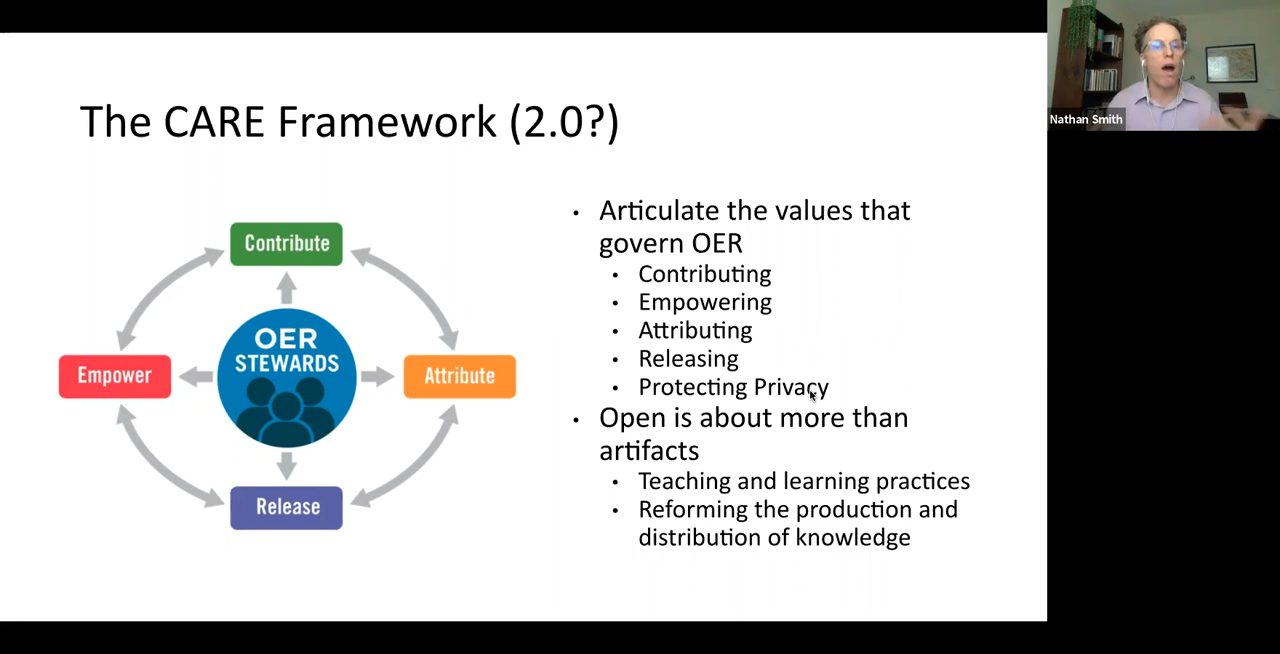 The CARE Framework (2.0?)
Contribute
OER
STEWARDS
Empower
Attribute
Release
• Articulate the values that
govern OER
• Contributing
• Empowering
• Attributing
• Releasing
• Protecting Privacy
• Open is about more than
artifacts
• Teaching and learning practices
• Reforming the production and
distribution of knowledge
Nathan Smith